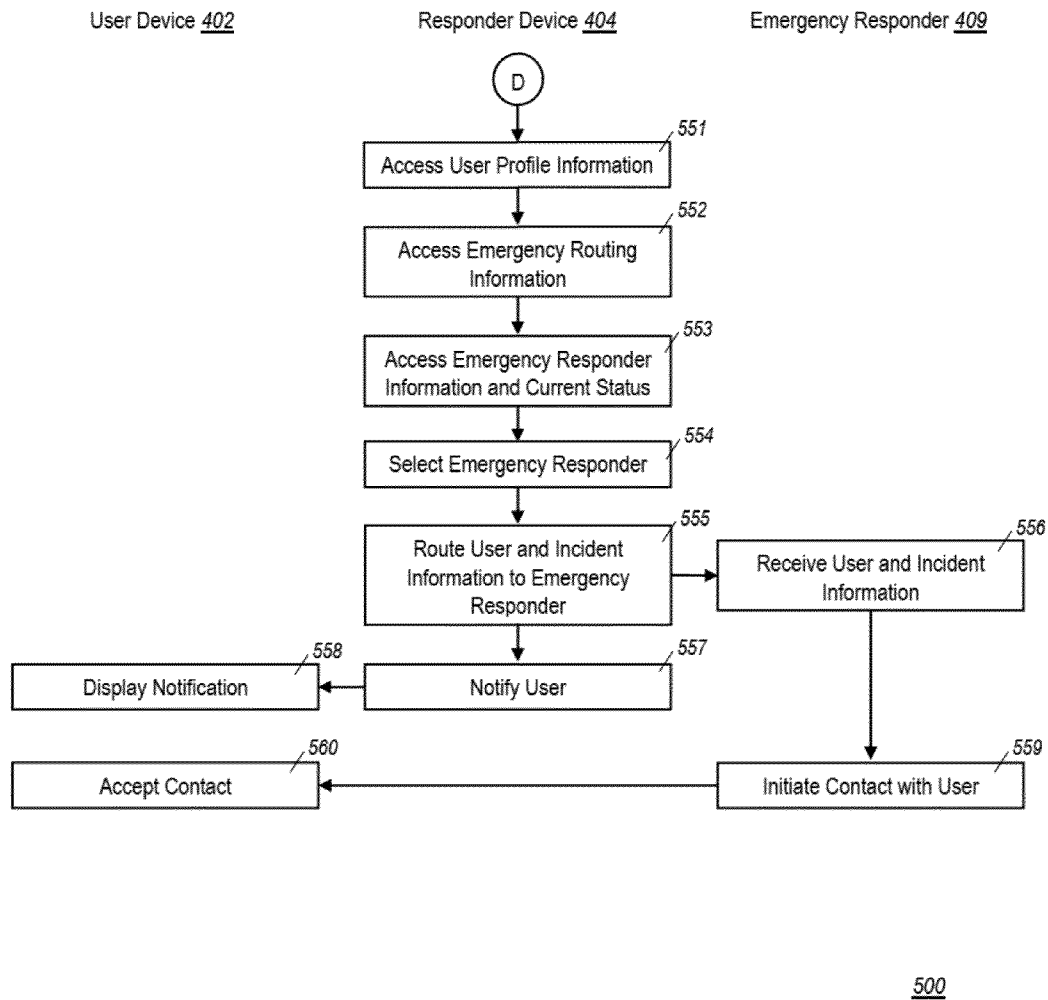 User Device 402
Responder Device 404
Emergency Responder 409
D
551
Access User Profile Information
552
Access Emergency Routing
Information
553
Access Emergency Responder
Information and Current Status
554
Select Emergency Responder
555
Route User and Incident
Information to Emergency
Responder
556
Receive User and Incident
Information
558
Display Notification
557
Notify User
560
Accept Contact
559
Initiate Contact with User
500